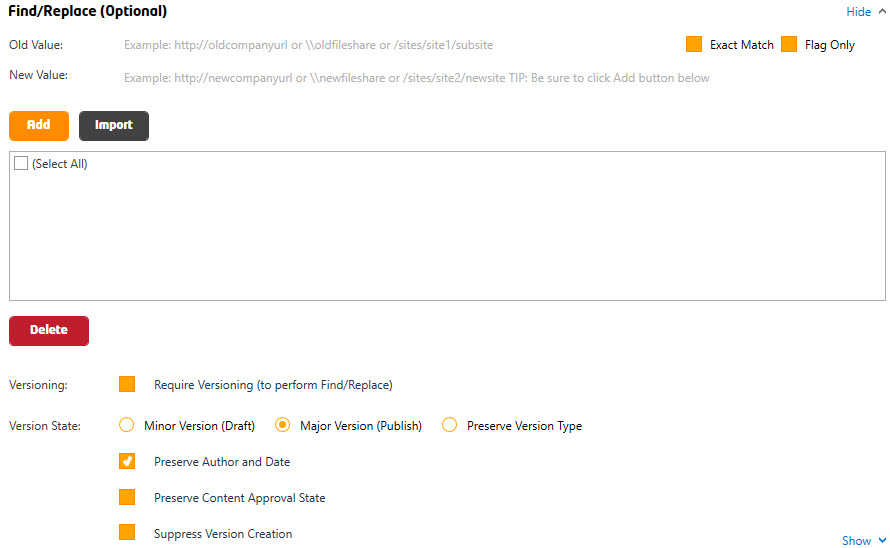 Find/Replace (Optional) Hide
Old Value: Example: http://oldcompanyurl or \\oldfileshare or /sites/site1/subsite Exact Match Flag Only
New Value: Example: http://newcompanyurl or \\newfileshare or /sites/site2/newsite TIP: Be sure to click Add button below
Add Import
(Select All)
Delete
Versioning: Require Versioning (to perform Find/Replace)
Version State: Minor Version (Draft) Major Version (Publish) Preserve Version Type
Preserve Author and Date
Preserve Content Approval State
Suppress Version Creation
Show